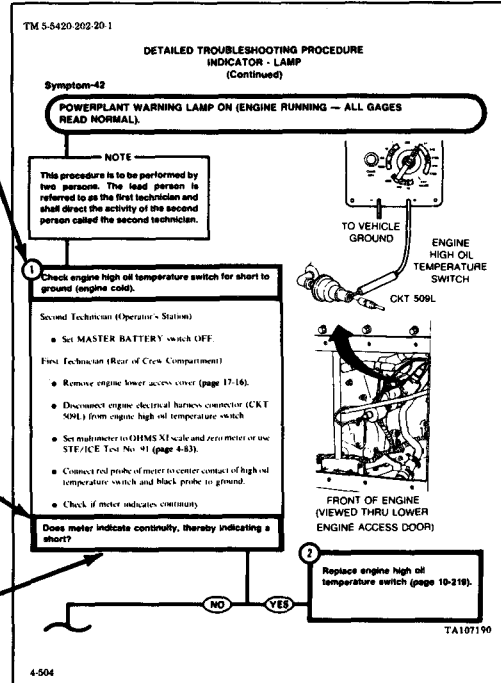 TM 5-5420-202-20-1
DETAILED TROUBLESHOOTING PROCEDURE
INDICATOR - LAMP
(Continued)
Symptom-42
POWERPLANT WARNING LAMP ON (ENGINE RUNNING — ALL GAGES
READ NORMAL).
NOTE
This procedure is to be performed by
two persons. The lead person is
referred to as the first technician and
shall direct the activity of the second
person called the second technician.
TO VEHICLE
GROUND
ENGINE
HIGH OIL
TEMPERATURE
SWITCH
CKT 509L
1
Check engine high oil temperature switch for short to
ground (engine cold).
Second Technician (Operator's Station)
● Set MASTER BATTERY switch OFF.
First Technician (Rear of Crew Compartment)
● Remove engine lower access cover (page 17-16).
● Disconnect engine electrical harness connector (CKT
509L) from engine high oil temperature switch
● Set multimeter to OHMS X1 scale and zero meter or use
STE/ICE Test No. 91 (page 4-83).
● Connect red probe of meter to center contact of high oil
temperature switch and black probe to ground.
● Check if meter indicates continuity
Does meter indicate continuity, thereby indicating a
short?
FRONT OF ENGINE
(VIEWED THRU LOWER
ENGINE ACCESS DOOR)
2
Replace engine high oil
temperature switch (page 10-219).
NO
YES
TA107190
4-504